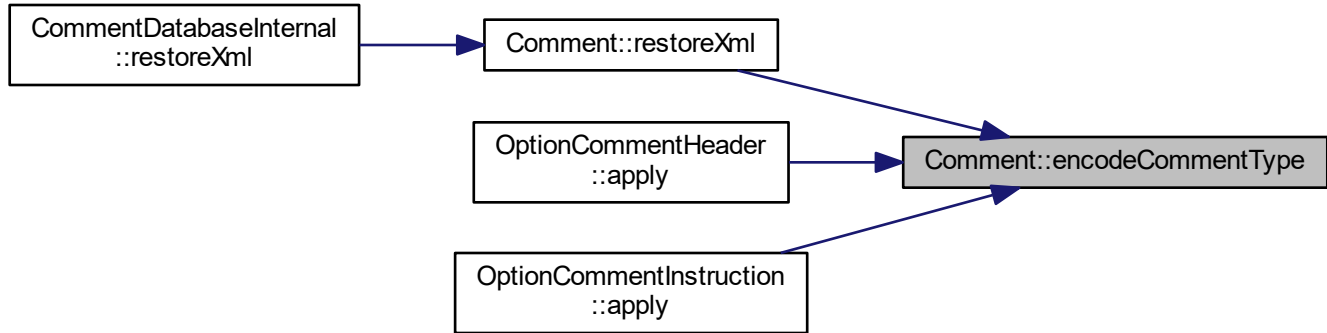 CommentDatabaseInternal
::restoreXml
Comment::restoreXml
OptionCommentHeader
::apply
Comment::encodeCommentType
OptionCommentInstruction
::apply